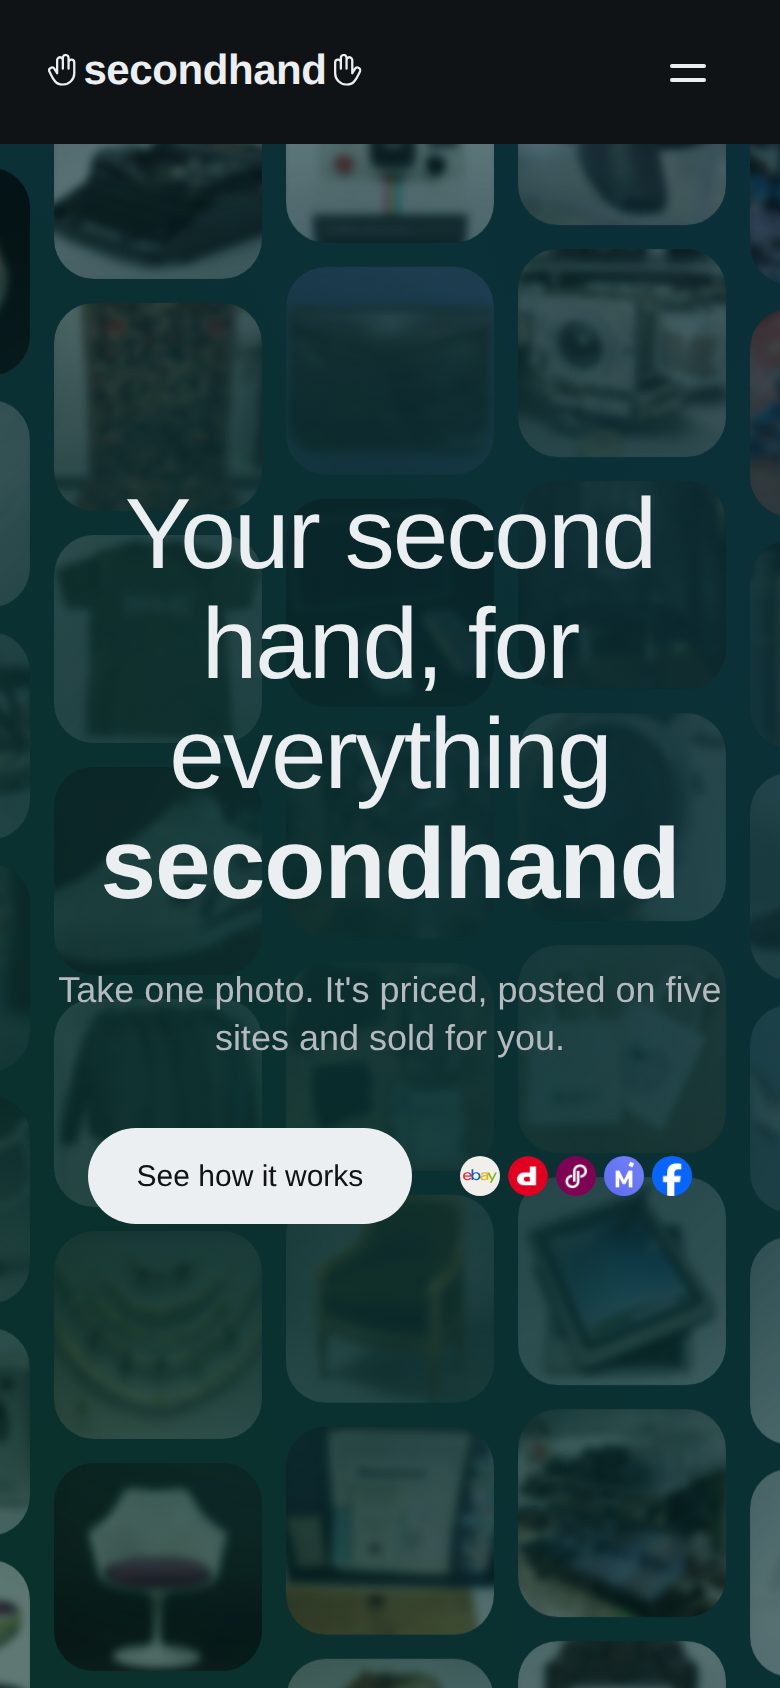 secondhand
Your second
hand, for
everything
secondhand
Take one photo. It's priced, posted on five
sites and sold for you.
See how it works
ebay